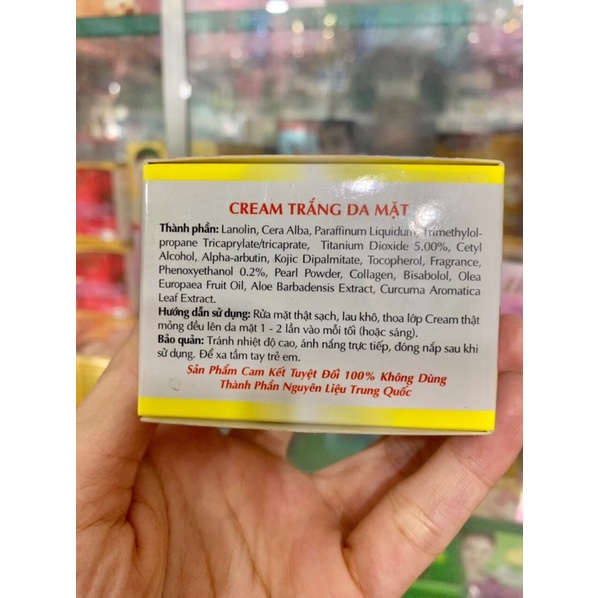 CREAM TRẮNG DA MẶT
Thành phần: Lanolin, Cera Alba, Paraffinum Liquidum, Trimethylol-
propane Tricaprylate/tricaprate, Titanium Dioxide 5.00%, Cetyl
Alcohol, Alpha-arbutin, Kojic Dipalmitate, Tocopherol, Fragrance,
Phenoxyethanol 0.2%, Pearl Powder, Collagen, Bisabolol, Olea
Europaea Fruit Oil, Aloe Barbadensis Extract, Curcuma Aromatica
Leaf Extract.
Hướng dẫn sử dụng: Rửa mặt thật sạch, lau khô, thoa lớp Cream thật
mỏng đều lên da mặt 1 - 2 lần vào mỗi tối (hoặc sáng).
Bảo quản: Tránh nhiệt độ cao, ánh nắng trực tiếp, đóng nắp sau khi
sử dụng. Để xa tầm tay trẻ em.
Sản Phẩm Cam Kết Tuyệt Đối 100% Không Dùng
Thành Phần Nguyên Liệu Trung Quốc